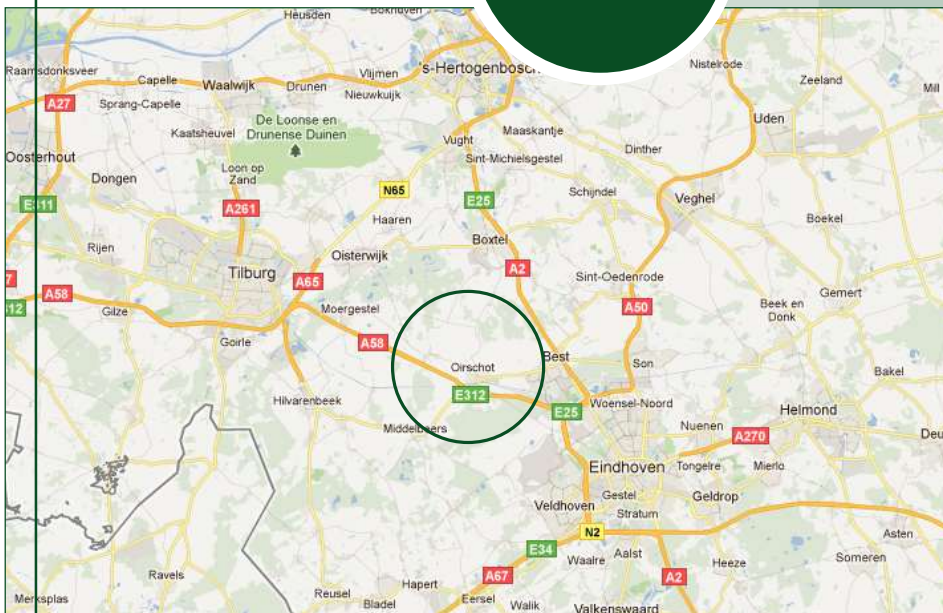 Heusden
Nistelrode
Raamsdonksveer
Capelle
Waalwijk
Drunen
Vlijmen
's-Hertogenbosch
Zeeland
Mill
A27
Sprang-Capelle
Nieuwkuijk
De Loonse en
Drunense Duinen
Kaatsheuvel
Maaskantje
Uden
Oosterhout
Vught
Sint-Michielsgestel
Dinther
Dongen
Loon op
Zand
N65
Schijndel
Veghel
E311
A261
E25
Haaren
Boekel
Rijen
Oisterwijk
Boxtel
Tilburg
A2
Sint-Oedenrode
A65
A58
Gilze
Moergestel
A50
Beek en
Donk
Gemert
Goirle
A58
Oirschot
Best
Son
Bakel
Hilvarenbeek
E312
E25
Woensel-Noord
Helmond
Middelbeers
Nuenen
A270
Eindhoven
Tongelre
Mierlo
Veldhoven
Gestel
Geldrop
Stratum
N2
E34
Waalre
Aalst
Heeze
Asten
Someren
Ravels
Reusel
Hapert
A67
A2
Merksplas
Bladel
Eersel
Walik
Valkenswaard